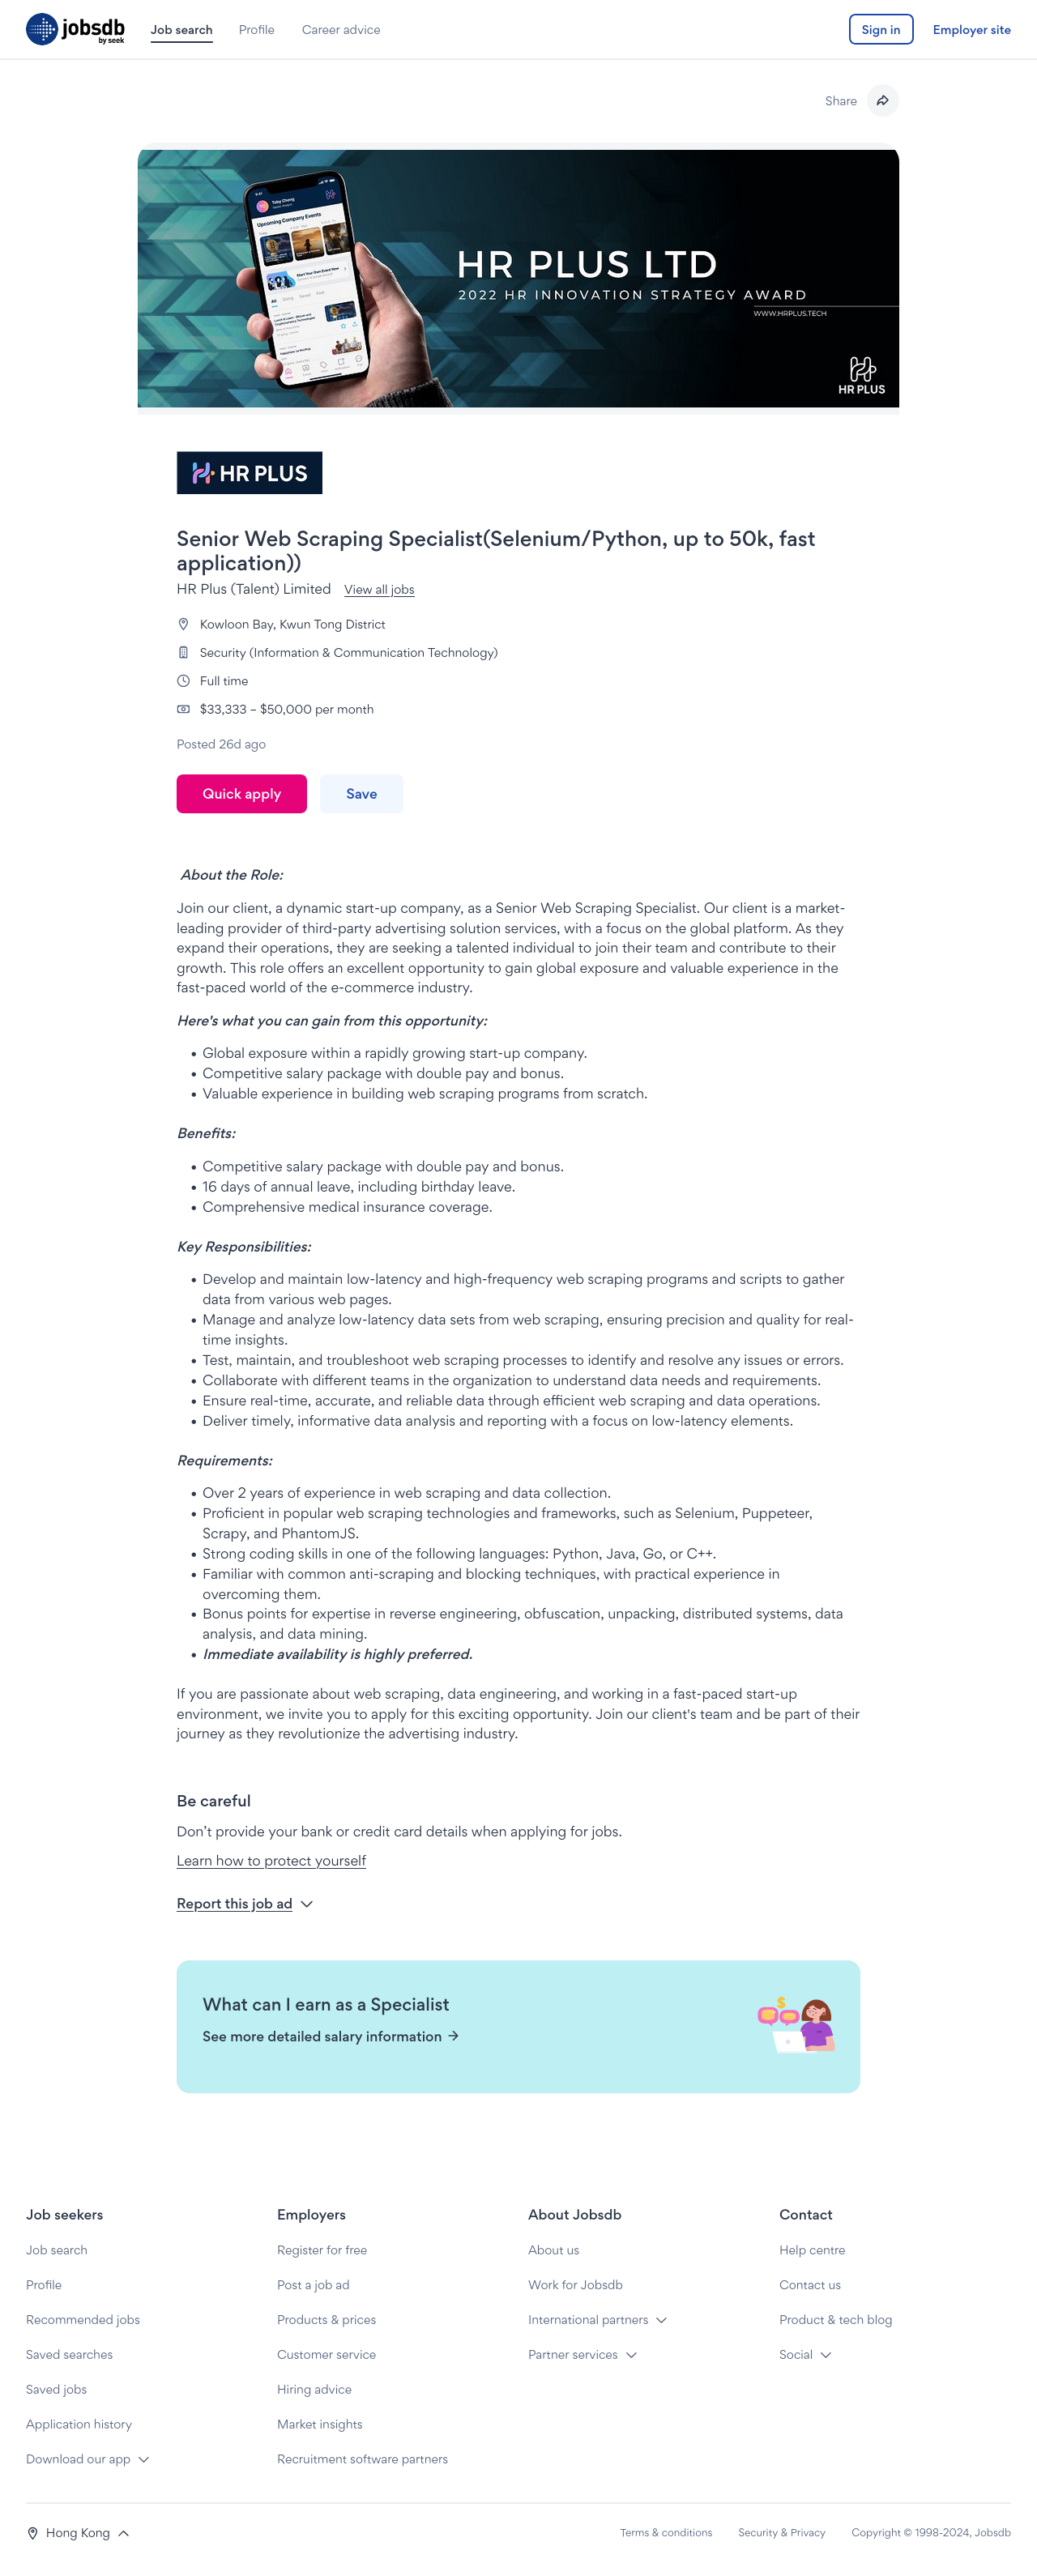 jobsdb
by seek
Job search
Profile
Career advice
Sign in
Employer site
Share
Toby Cheng
Upcoming Company Events
Start Your Own Event Now
HR PLUS LTD
2022 HR INNOVATION STRATEGY AWARD
WWW.HRPLUS.TECH
HR PLUS
HR PLUS
Senior Web Scraping Specialist(Selenium/Python, up to 50k, fast
application))
HR Plus (Talent) Limited View all jobs
Kowloon Bay, Kwun Tong District
Security (Information & Communication Technology)
Full time
$33,333 – $50,000 per month
Posted 26d ago
Quick apply
Save
About the Role:
Join our client, a dynamic start-up company, as a Senior Web Scraping Specialist. Our client is a market-
leading provider of third-party advertising solution services, with a focus on the global platform. As they
expand their operations, they are seeking a talented individual to join their team and contribute to their
growth. This role offers an excellent opportunity to gain global exposure and valuable experience in the
fast-paced world of the e-commerce industry.
Here's what you can gain from this opportunity:
• Global exposure within a rapidly growing start-up company.
• Competitive salary package with double pay and bonus.
• Valuable experience in building web scraping programs from scratch.
Benefits:
• Competitive salary package with double pay and bonus.
• 16 days of annual leave, including birthday leave.
• Comprehensive medical insurance coverage.
Key Responsibilities:
• Develop and maintain low-latency and high-frequency web scraping programs and scripts to gather
data from various web pages.
• Manage and analyze low-latency data sets from web scraping, ensuring precision and quality for real-
time insights.
• Test, maintain, and troubleshoot web scraping processes to identify and resolve any issues or errors.
• Collaborate with different teams in the organization to understand data needs and requirements.
• Ensure real-time, accurate, and reliable data through efficient web scraping and data operations.
• Deliver timely, informative data analysis and reporting with a focus on low-latency elements.
Requirements:
• Over 2 years of experience in web scraping and data collection.
• Proficient in popular web scraping technologies and frameworks, such as Selenium, Puppeteer,
Scrapy, and PhantomJS.
• Strong coding skills in one of the following languages: Python, Java, Go, or C++.
• Familiar with common anti-scraping and blocking techniques, with practical experience in
overcoming them.
• Bonus points for expertise in reverse engineering, obfuscation, unpacking, distributed systems, data
analysis, and data mining.
• Immediate availability is highly preferred.
If you are passionate about web scraping, data engineering, and working in a fast-paced start-up
environment, we invite you to apply for this exciting opportunity. Join our client's team and be part of their
journey as they revolutionize the advertising industry.
Be careful
Don't provide your bank or credit card details when applying for jobs.
Learn how to protect yourself
Report this job ad
What can I earn as a Specialist
See more detailed salary information
Job seekers
Job search
Profile
Recommended jobs
Saved searches
Saved jobs
Application history
Download our app
Employers
Register for free
Post a job ad
Products & prices
Customer service
Hiring advice
Market insights
Recruitment software partners
About Jobsdb
About us
Work for Jobsdb
International partners
Partner services
Contact
Help centre
Contact us
Product & tech blog
Social
Hong Kong
Terms & conditions
Security & Privacy
Copyright © 1998-2024, Jobsdb